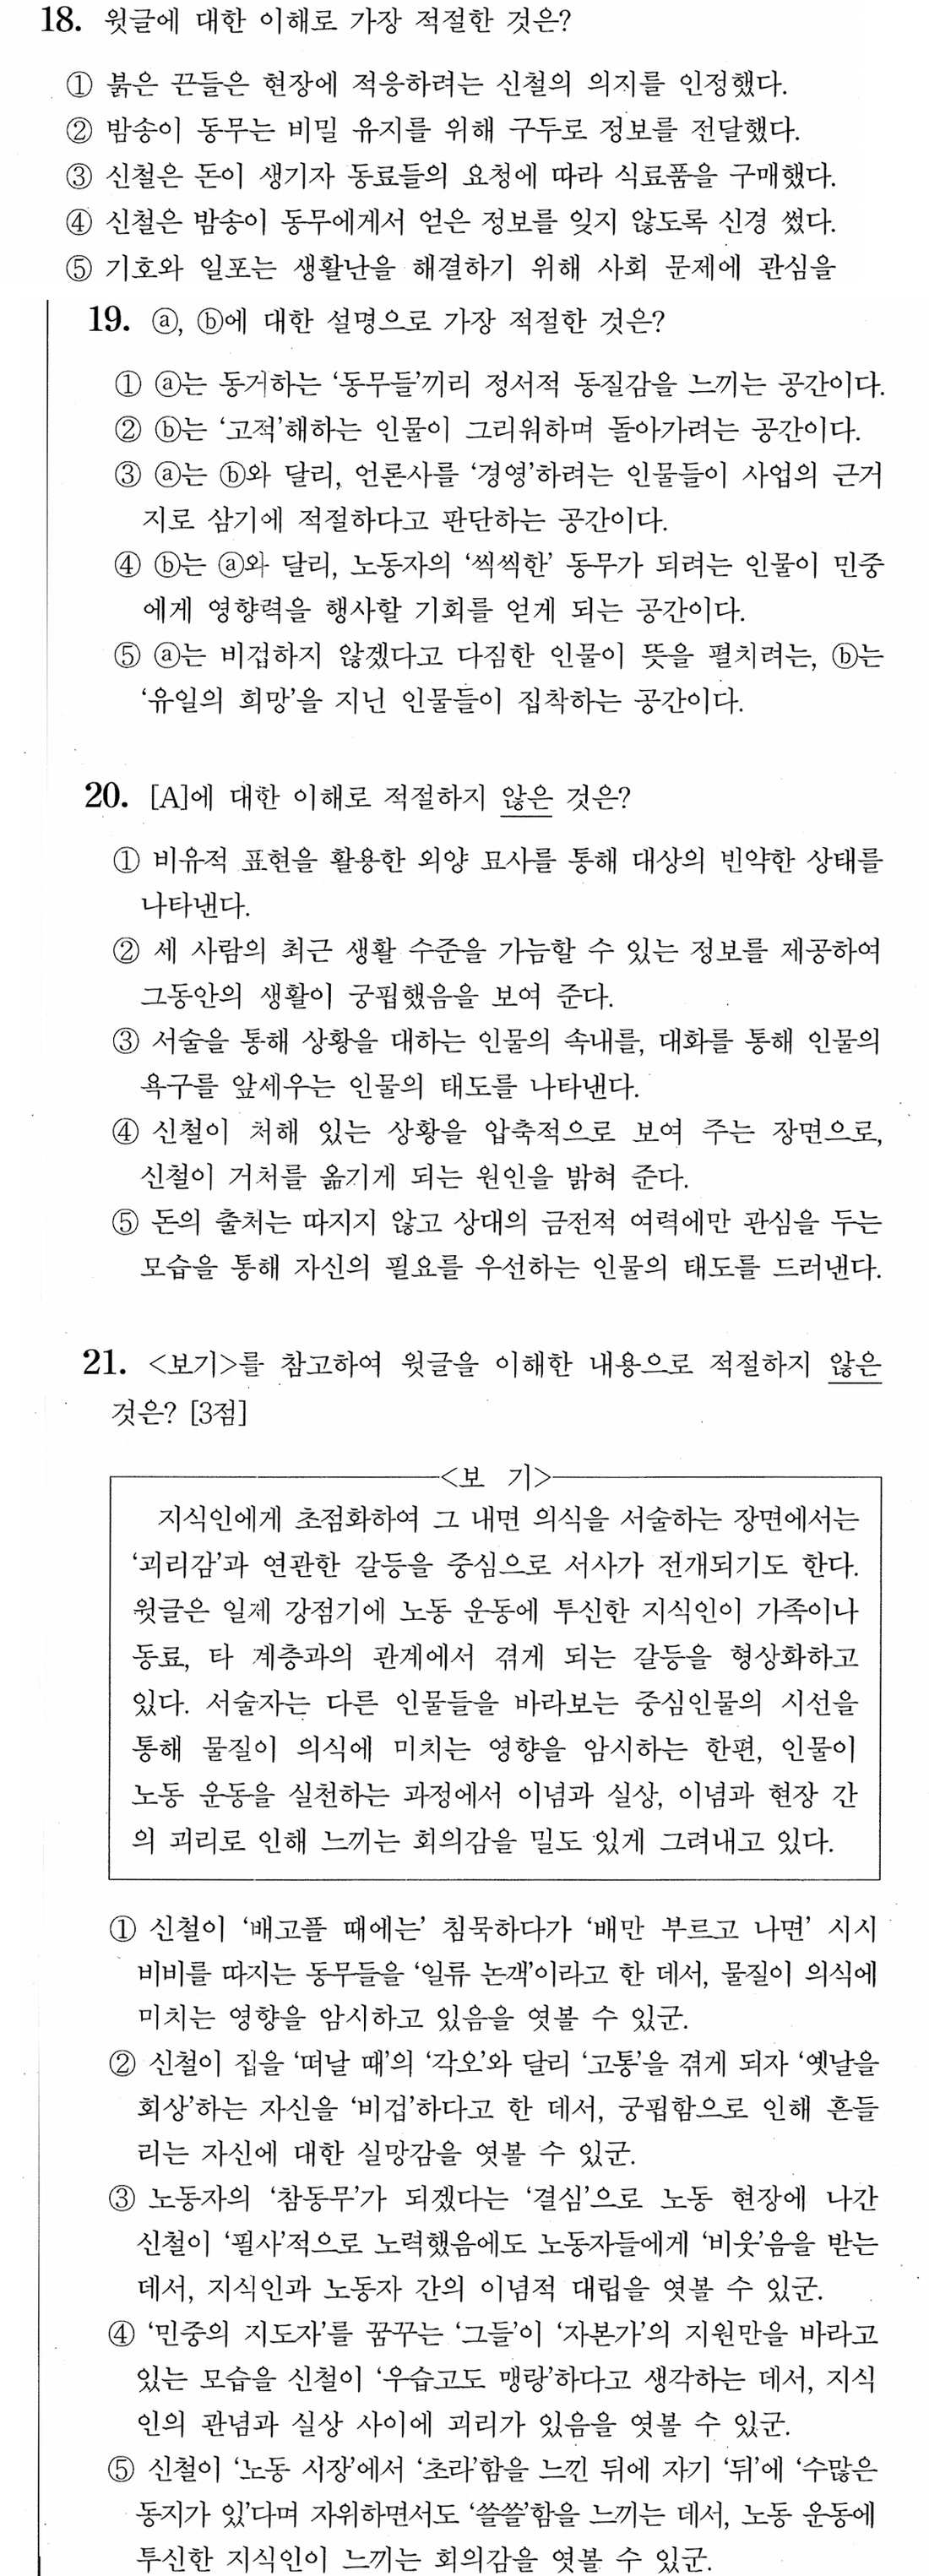 18. 윗글에 대한 이해로 가장 적절한 것은?
① 붉은 끈들은 현장에 적응하려는 신철의 의지를 인정했다.
② 밤송이 동무는 비밀 유지를 위해 구두로 정보를 전달했다.
③ 신철은 돈이 생기자 동료들의 요청에 따라 식료품을 구매했다.
④ 신철은 밤송이 동무에게서 얻은 정보를 잊지 않도록 신경 썼다.
⑤ 기호와 일포는 생활난을 해결하기 위해 사회 문제에 관심을
19. ⓐ, ⓑ에 대한 설명으로 가장 적절한 것은?
① ⓐ는 동거하는 ‘동무들’끼리 정서적 동질감을 느끼는 공간이다.
② ⓑ는 ‘고적’해하는 인물이 그리워하며 돌아가려는 공간이다.
③ ⓐ는 ⓑ와 달리, 언론사를 ‘경영’하려는 인물들이 사업의 근거
지로 삼기에 적절하다고 판단하는 공간이다.
④ ⓑ는 ⓐ와 달리, 노동자의 ‘씩씩한’ 동무가 되려는 인물이 민중
에게 영향력을 행사할 기회를 얻게 되는 공간이다.
⑤ ⓐ는 비겁하지 않겠다고 다짐한 인물이 뜻을 펼치려는, ⓑ는
‘유일의 희망’을 지닌 인물들이 집착하는 공간이다.
20. [A]에 대한 이해로 적절하지 않은 것은?
① 비유적 표현을 활용한 외양 묘사를 통해 대상의 빈약한 상태를
나타낸다.
② 세 사람의 최근 생활 수준을 가늠할 수 있는 정보를 제공하여
그동안의 생활이 궁핍했음을 보여 준다.
③ 서술을 통해 상황을 대하는 인물의 속내를, 대화를 통해 인물의
욕구를 앞세우는 인물의 태도를 나타낸다.
④ 신철이 처해 있는 상황을 압축적으로 보여 주는 장면으로,
신철이 거처를 옮기게 되는 원인을 밝혀 준다.
⑤ 돈의 출처는 따지지 않고 상대의 금전적 여력에만 관심을 두는
모습을 통해 자신의 필요를 우선하는 인물의 태도를 드러낸다.
21. <보기>를 참고하여 윗글을 이해한 내용으로 적절하지 않은
것은? [3점]
<보 기>
지식인에게 초점화하여 그 내면 의식을 서술하는 장면에서는
‘괴리감’과 연관한 갈등을 중심으로 서사가 전개되기도 한다.
윗글은 일제 강점기에 노동 운동에 투신한 지식인이 가족이나
동료, 타 계층과의 관계에서 겪게 되는 갈등을 형상화하고
있다. 서술자는 다른 인물들을 바라보는 중심인물의 시선을
통해 물질이 의식에 미치는 영향을 암시하는 한편, 인물이
노동 운동을 실천하는 과정에서 이념과 실상, 이념과 현장 간
의 괴리로 인해 느끼는 회의감을 밀도 있게 그려내고 있다.
① 신철이 ‘배고플 때에는’ 침묵하다가 ‘배만 부르고 나면’ 시시
비비를 따지는 동무들을 ‘일류 논객’이라고 한 데서, 물질이 의식에
미치는 영향을 암시하고 있음을 엿볼 수 있군.
② 신철이 집을 ‘떠날 때’의 ‘각오’와 달리 ‘고통’을 겪게 되자 ‘옛날을
회상’하는 자신을 ‘비겁’하다고 한 데서, 궁핍함으로 인해 흔들
리는 자신에 대한 실망감을 엿볼 수 있군.
③ 노동자의 ‘참동무’가 되겠다는 ‘결심’으로 노동 현장에 나간
신철이 ‘필사’적으로 노력했음에도 노동자들에게 ‘비웃’음을 받는
데서, 지식인과 노동자 간의 이념적 대립을 엿볼 수 있군.
④ ‘민중의 지도자’를 꿈꾸는 ‘그들’이 ‘자본가’의 지원만을 바라고
있는 모습을 신철이 ‘우습고도 맹랑’하다고 생각하는 데서, 지식
인의 관념과 실상 사이에 괴리가 있음을 엿볼 수 있군.
⑤ 신철이 ‘노동 시장’에서 ‘초라’함을 느낀 뒤에 자기 ‘뒤’에 ‘수많은
동지가 있’다며 자위하면서도 ‘쓸쓸’함을 느끼는 데서, 노동 운동에
투신한 지식인이 느끼는 회의감을 엿볼 수 있군.